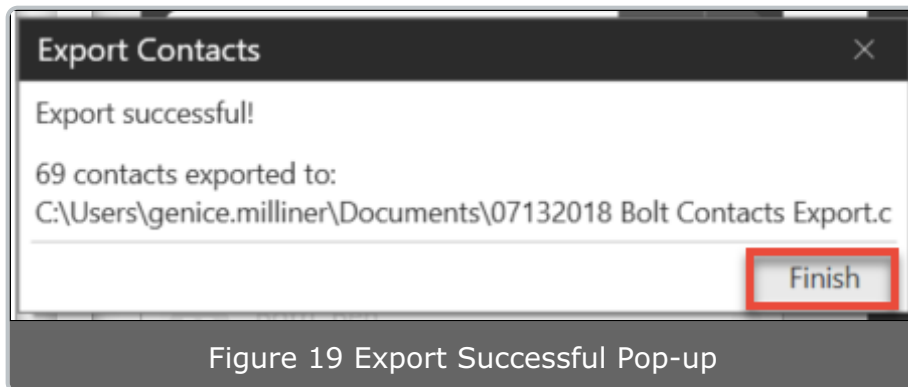 Export Contacts
Export successful!
69 contacts exported to:
C:\Users\genice.milliner\Documents\07132018 Bolt Contacts Export.c
Finish
Figure 19 Export Successful Pop-up